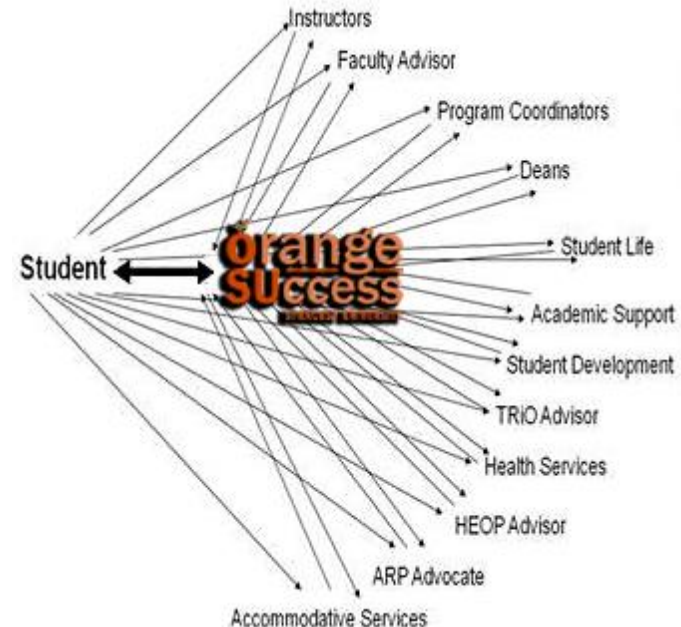 Instructors
Faculty Advisor
Program Coordinators
Deans
Student Life
Student
orange
success
Academic Support
Student Development
TRiO Advisor
Health Services
HEOP Advisor
ARP Advocate
Accommodative Services